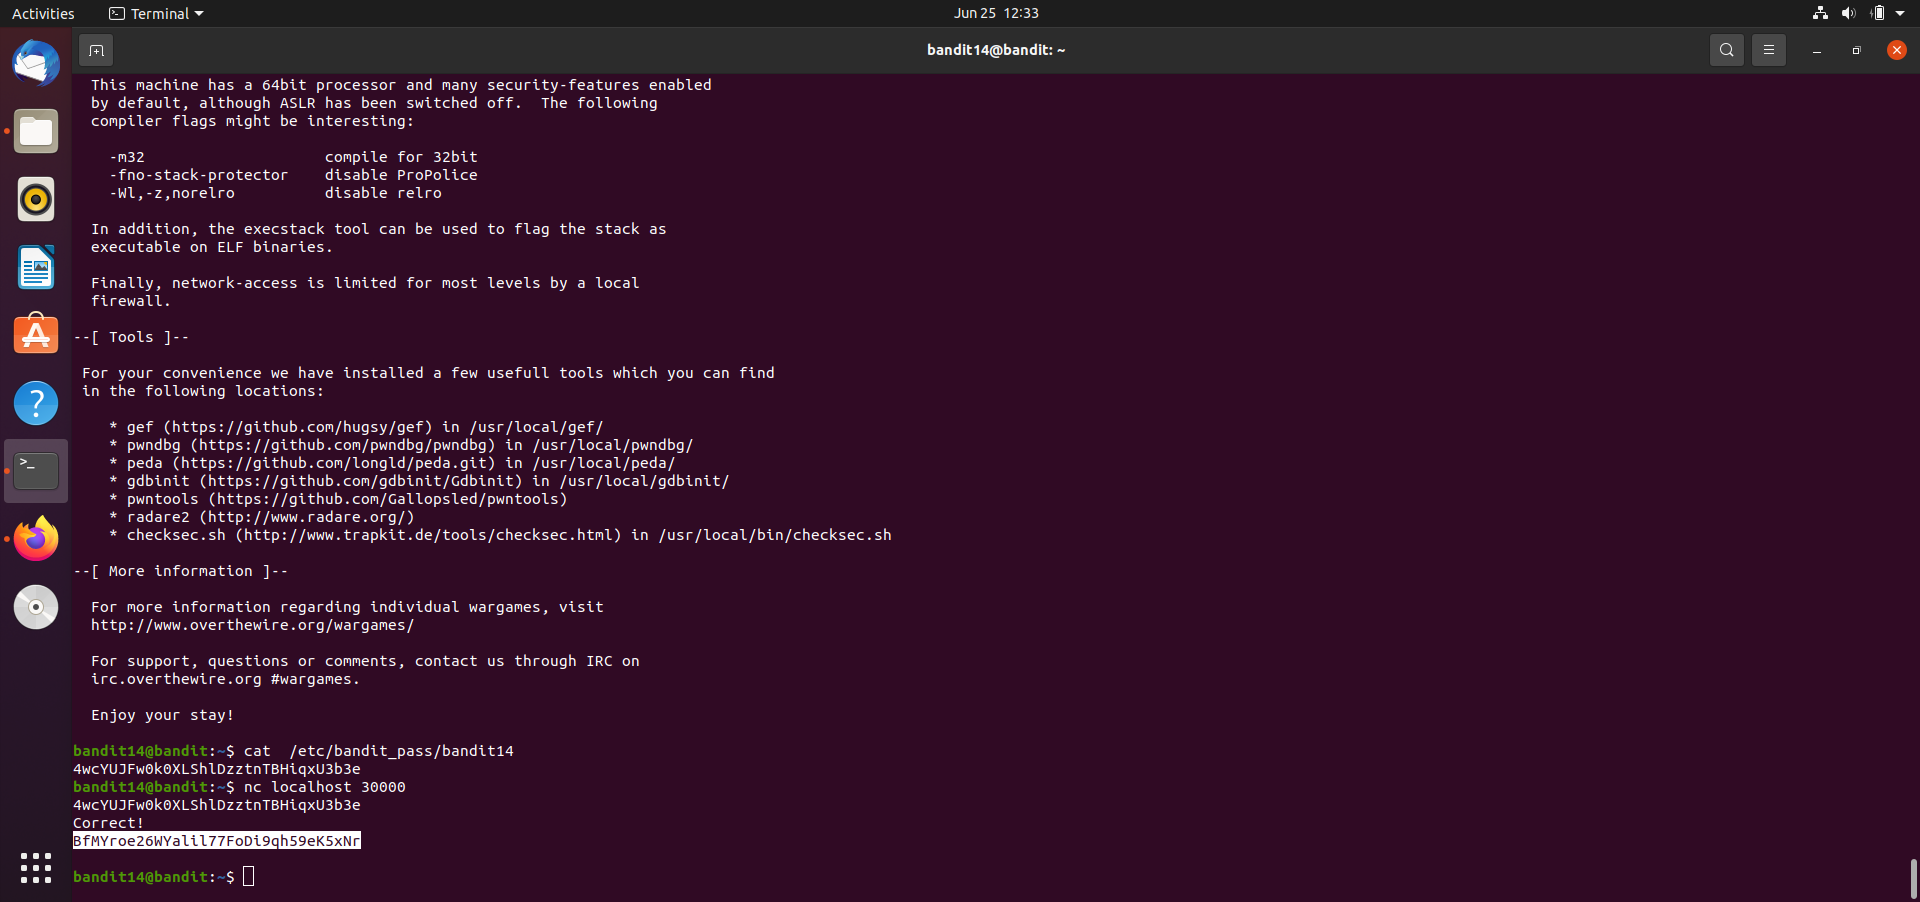 Activities Terminal Jun 25 12:33
bandit14@bandit: ~
This machine has a 64bit processor and many security-features enabled
by default, although ASLR has been switched off.  The following
compiler flags might be interesting:
-m32                    compile for 32bit
-fno-stack-protector    disable ProPolice
-Wl,-z,norelro          disable relro
In addition, the execstack tool can be used to flag the stack as
executable on ELF binaries.
Finally, network-access is limited for most levels by a local
firewall.
--[ Tools ]--
For your convenience we have installed a few usefull tools which you can find
in the following locations:
* gef (https://github.com/hugsy/gef) in /usr/local/gef/
* pwndbg (https://github.com/pwndbg/pwndbg) in /usr/local/pwndbg/
* peda (https://github.com/longld/peda.git) in /usr/local/peda/
* gdbinit (https://github.com/gdbinit/Gdbinit) in /usr/local/gdbinit/
* pwntools (https://github.com/Gallopsled/pwntools)
* radare2 (http://www.radare.org/)
* checksec.sh (http://www.trapkit.de/tools/checksec.html) in /usr/local/bin/checksec.sh
--[ More information ]--
For more information regarding individual wargames, visit
http://www.overthewire.org/wargames/
For support, questions or comments, contact us through IRC on
irc.overthewire.org #wargames.
Enjoy your stay!
bandit14@bandit:~$ cat  /etc/bandit_pass/bandit14
4wcYUJFw0k0XLShlDzztnTBHiqxU3b3e
bandit14@bandit:~$ nc localhost 30000
4wcYUJFw0k0XLShlDzztnTBHiqxU3b3e
Correct!
BfMYroe26WYalil77FoDi9qh59eK5xNr
bandit14@bandit:~$